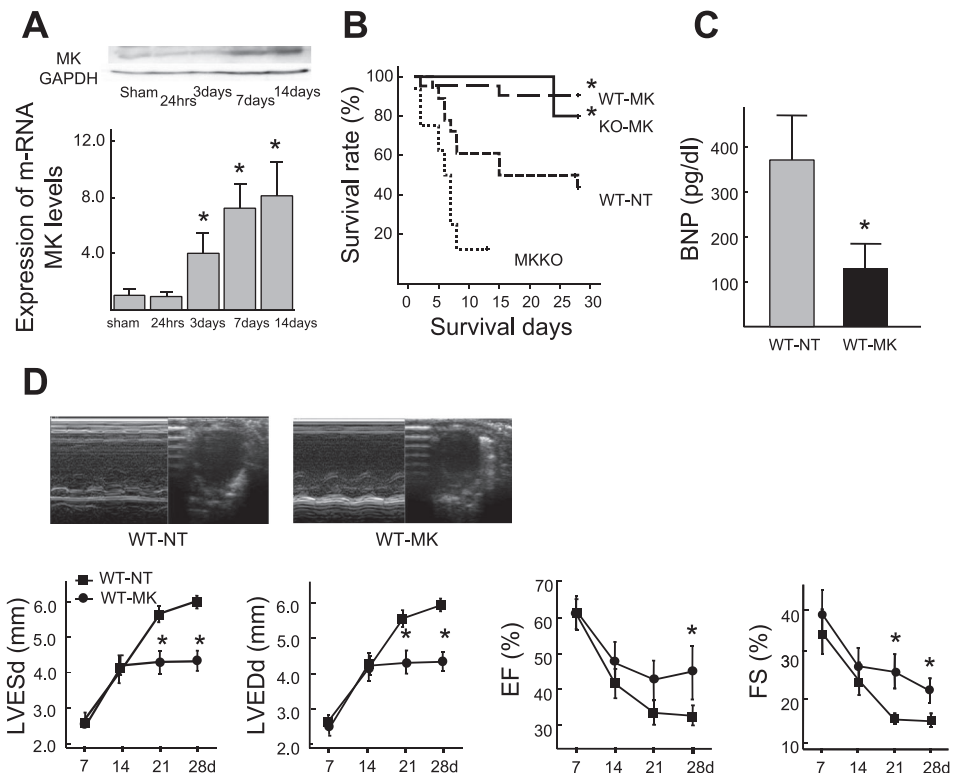 A
MK
GAPDH
Sham 24hrs 3days 7days 14days
Expression of m-RNA
MK levels
12.0
8.0
4.0
sham 24hrs 3days 7days 14days
B
Survival rate (%)
100
80
60
40
20
* WT-MK
* KO-MK
WT-NT
MKKO
0 5 10 15 20 25 30
Survival days
C
BNP (pg/dl)
400
300
200
100
*
WT-NT WT-MK
D
WT-NT WT-MK
WT-NT
WT-MK
LVESd (mm)
6.0
5.0
4.0
3.0
2.0
* *
7 14 21 28d
LVEDd (mm)
6.0
5.0
4.0
3.0
2.0
* *
7 14 21 28d
EF (%)
70
60
50
40
30
*
7 14 21 28d
FS (%)
40
30
20
10
* *
7 14 21 28d